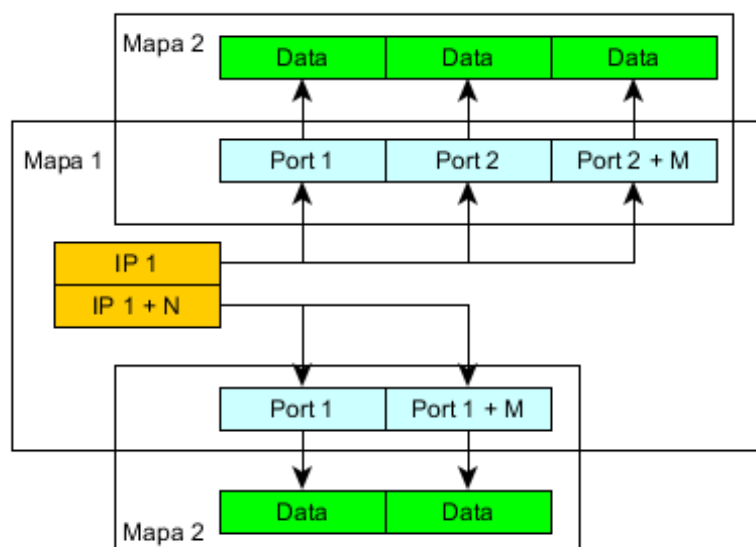 Mapa 2
Data Data Data
Mapa 1
Port 1 Port 2 Port 2 + M
IP 1
IP 1 + N
Port 1 Port 1 + M
Data Data
Mapa 2